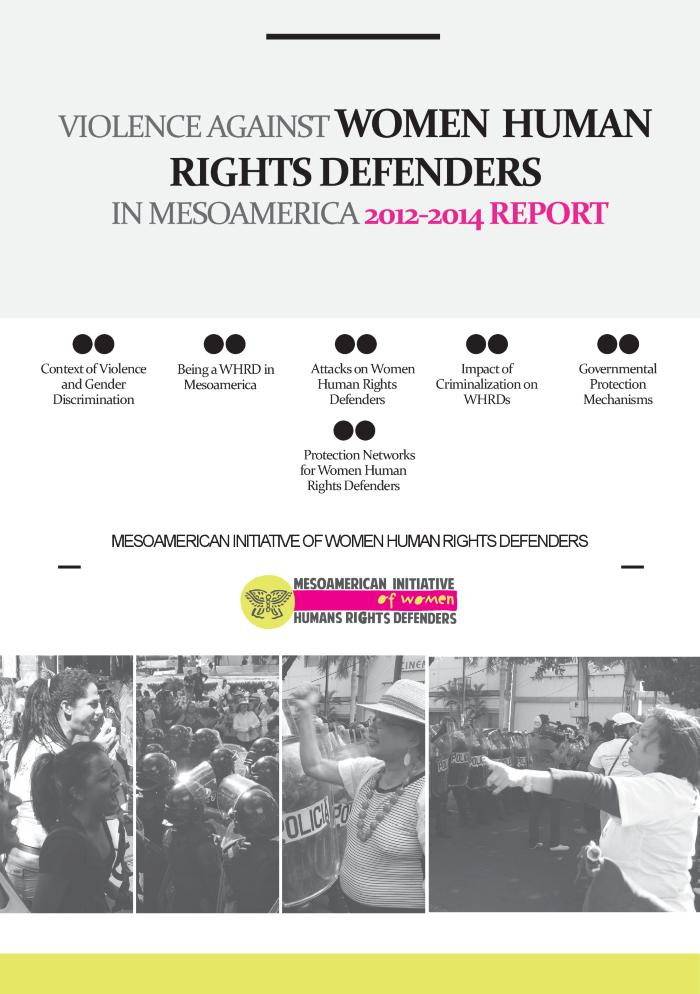 VIOLENCE AGAINST WOMEN HUMAN
RIGHTS DEFENDERS
IN MESOAMERICA 2012-2014 REPORT
Context of Violence
and Gender
Discrimination
Being a WHRD in
Mesoamerica
Attacks on Women
Human Rights
Defenders
Impact of
Criminalization on
WHRDs
Governmental
Protection
Mechanisms
Protection Networks
for Women Human
Rights Defenders
MESOAMERICAN INITIATIVE OF WOMEN HUMAN RIGHTS DEFENDERS
MESOAMERICAN INITIATIVE
of women
HUMANS RIGHTS DEFENDERS
OLICIA
PO
POLICIA